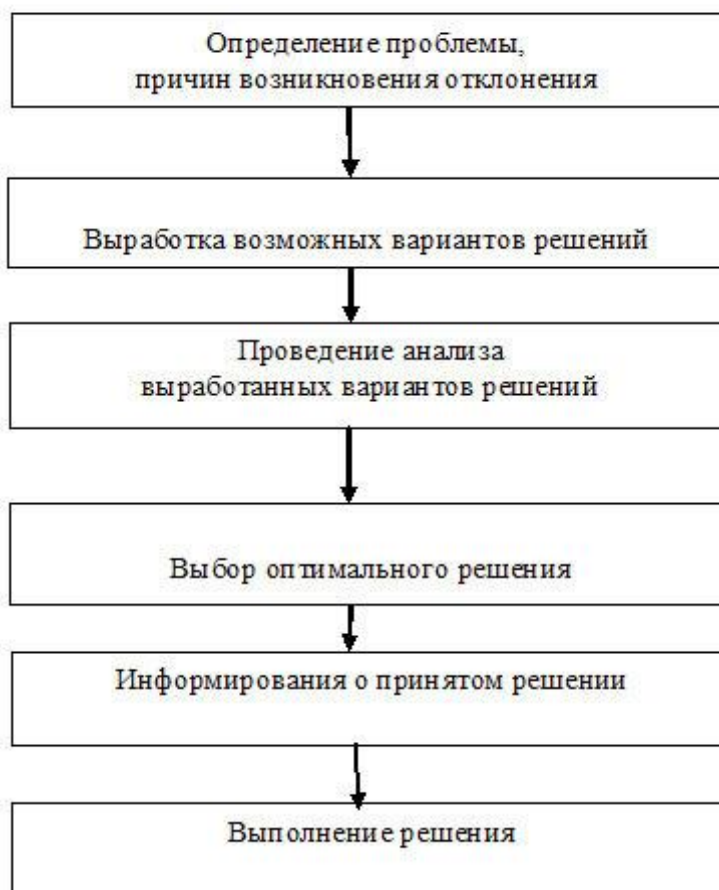 Определение проблемы,
причин возникновения отклонения
Выработка возможных вариантов решений
Проведение анализа
выработанных вариантов решений
Выбор оптимального решения
Информирования о принятом решении
Выполнение решения